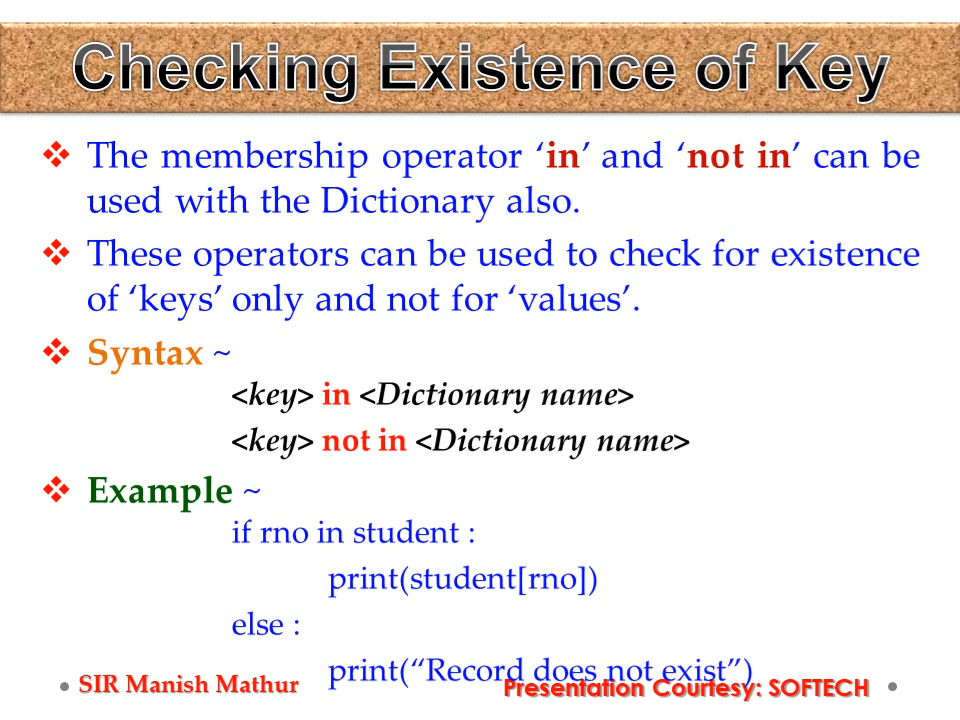 Checking Existence of Key
❖ The membership operator ‘in’ and ‘not in’ can be
used with the Dictionary also.
❖ These operators can be used to check for existence
of ‘keys’ only and not for ‘values’.
❖ Syntax ~
<key> in <Dictionary name>
<key> not in <Dictionary name>
❖ Example ~
if rno in student :
print(student[rno])
else :
print(“Record does not exist”)
● SIR Manish Mathur
Presentation Courtesy: SOFTECH ●